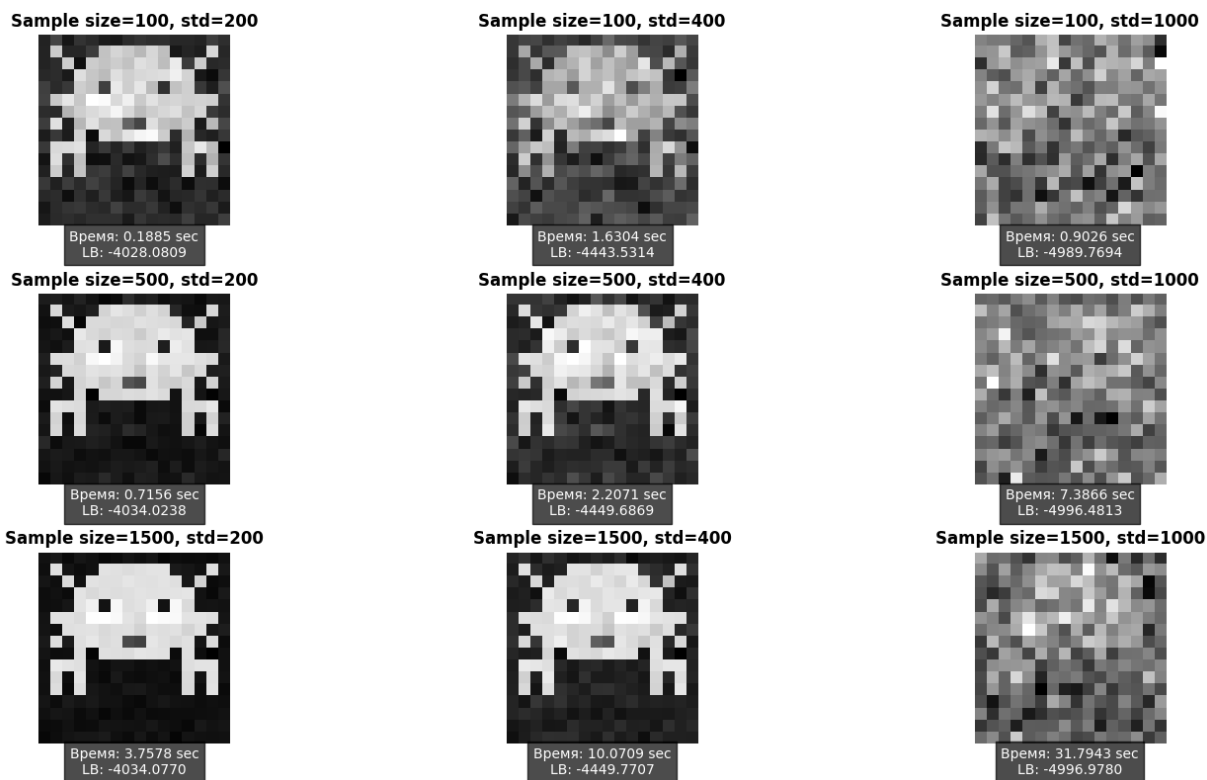 Sample size=100, std=200
Sample size=100, std=400
Sample size=100, std=1000
Время: 0.1885 sec
LB: -4028.0809
Время: 1.6304 sec
LB: -4443.5314
Время: 0.9026 sec
LB: -4989.7694
Sample size=500, std=200
Sample size=500, std=400
Sample size=500, std=1000
Время: 0.7156 sec
LB: -4034.0238
Время: 2.2071 sec
LB: -4449.6869
Время: 7.3866 sec
LB: -4996.4813
Sample size=1500, std=200
Sample size=1500, std=400
Sample size=1500, std=1000
Время: 3.7578 sec
LB: -4034.0770
Время: 10.0709 sec
LB: -4449.7707
Время: 31.7943 sec
LB: -4996.9780